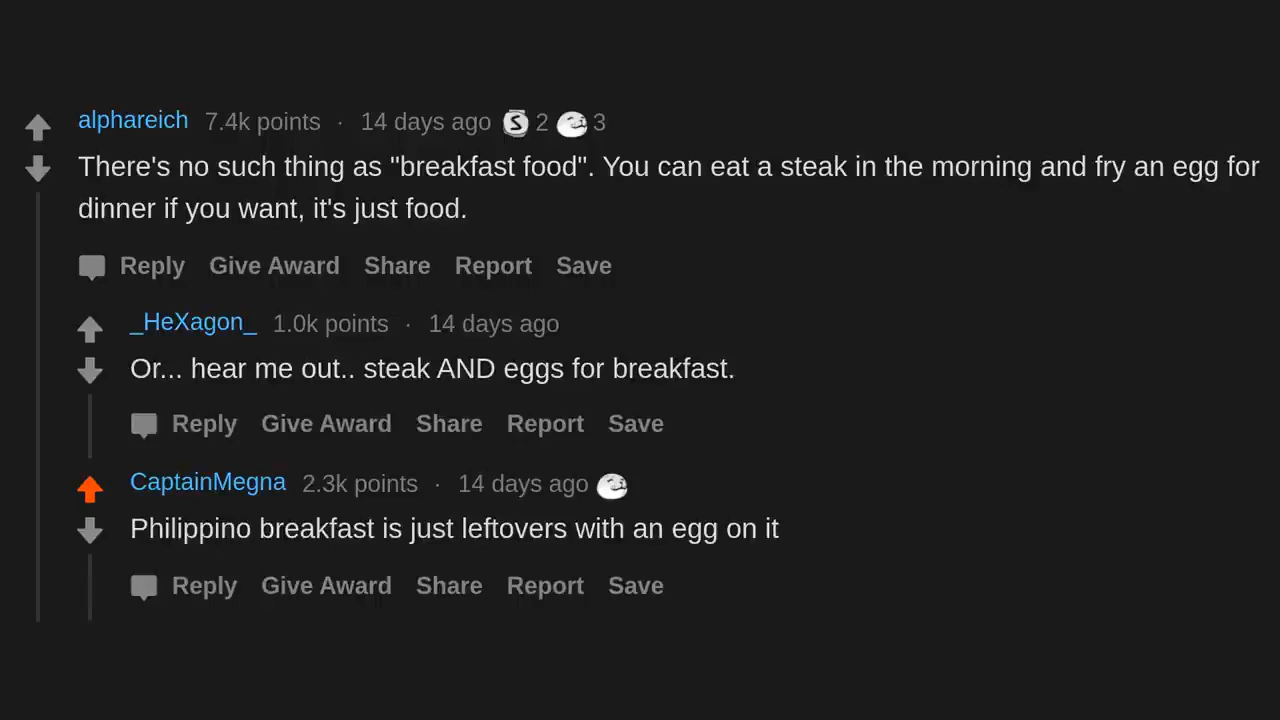 alphareich 7.4k points · 14 days ago S 2 3
There's no such thing as "breakfast food". You can eat a steak in the morning and fry an egg for
dinner if you want, it's just food.
Reply Give Award Share Report Save
_HeXagon_ 1.0k points · 14 days ago
Or... hear me out.. steak AND eggs for breakfast.
Reply Give Award Share Report Save
CaptainMegna 2.3k points · 14 days ago
Philippino breakfast is just leftovers with an egg on it
Reply Give Award Share Report Save